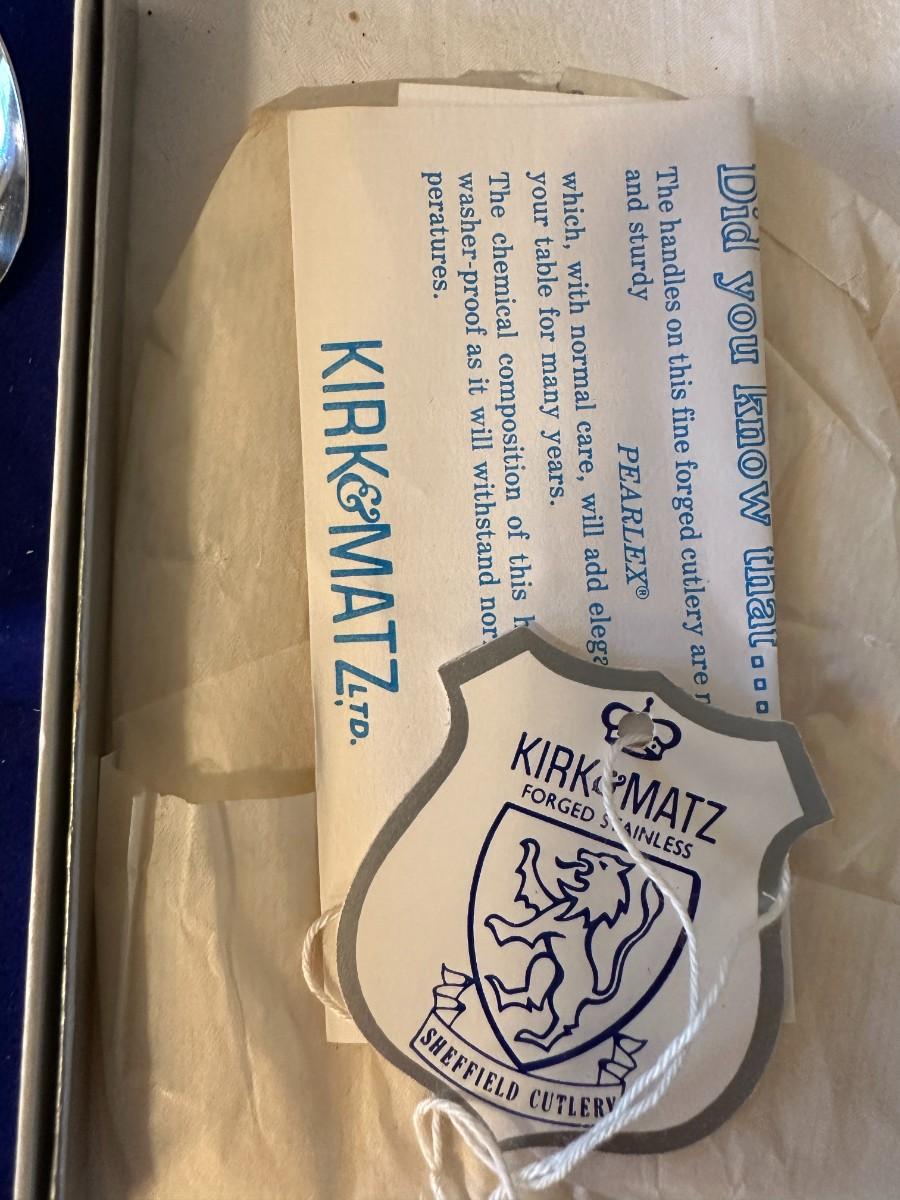 Did you know that...
The handles on this fine forged cutlery are
and sturdy
PEARLEX®
which, with normal care, will add
your table for many years.
The chemical composition of this
washer-proof as it will withstand
peratures.
KIRK&MATZ LTD.
KIRK&MATZ
FORGED STAINLESS
SHEFFIELD CUTLERY